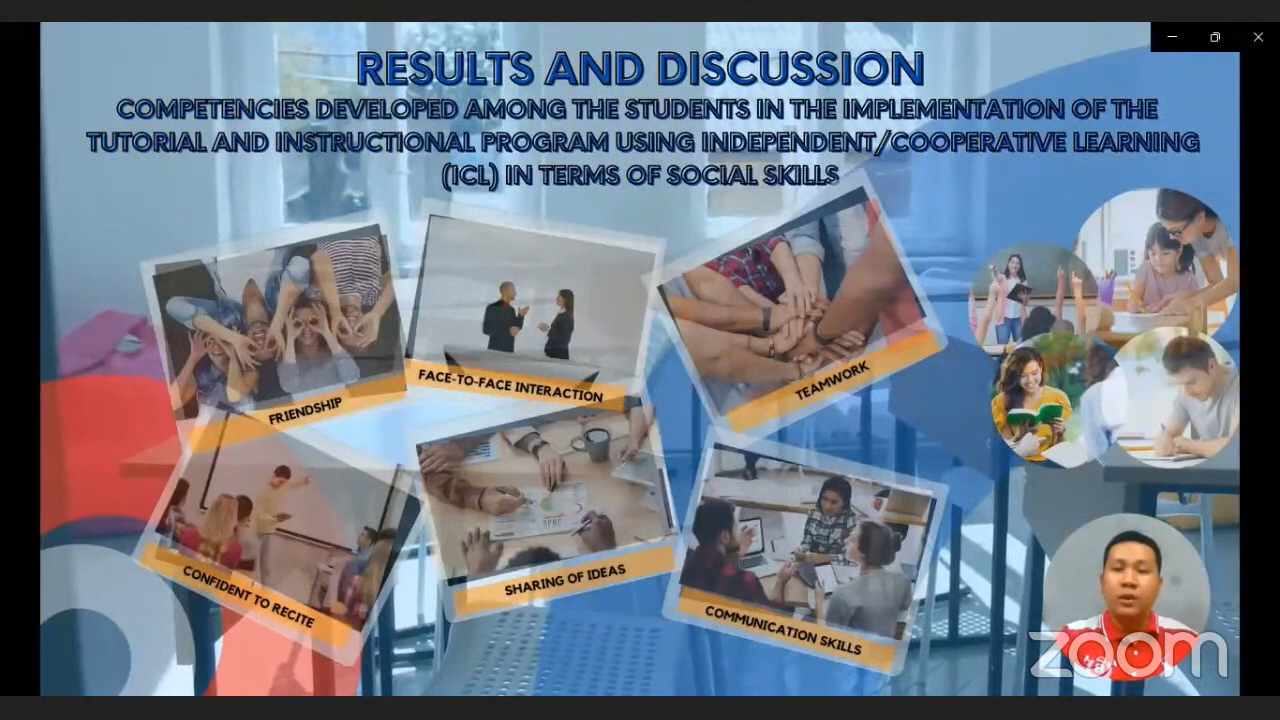 RESULTS AND DISCUSSION
COMPETENCIES DEVELOPED AMONG THE STUDENTS IN THE IMPLEMENTATION OF THE
TUTORIAL AND INSTRUCTIONAL PROGRAM USING INDEPENDENT/COOPERATIVE LEARNING
(ICL) IN TERMS OF SOCIAL SKILLS
FRIENDSHIP
FACE-TO-FACE INTERACTION
TEAMWORK
CONFIDENT TO RECITE
SHARING OF IDEAS
COMMUNICATION SKILLS
zoom